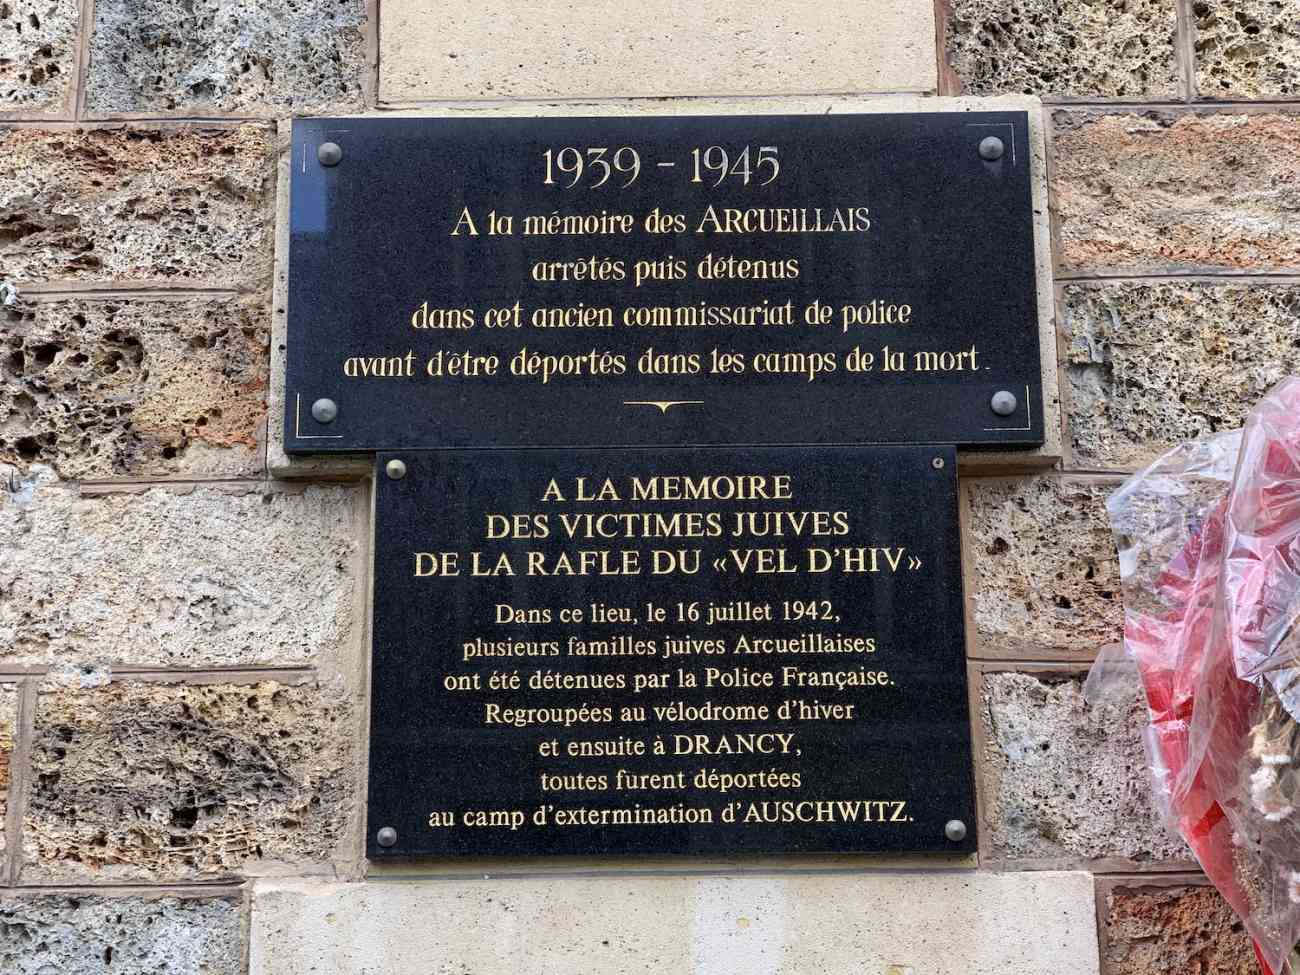 1939 - 1945
A la mémoire des ARCUEILLAIS
arrêtés puis détenus
dans cet ancien commissariat de police
avant d'être déportés dans les camps de la mort.
A LA MEMOIRE
DES VICTIMES JUIVES
DE LA RAFLE DU «VEL D'HIV»
Dans ce lieu, le 16 juillet 1942,
plusieurs familles juives Arcueillaises
ont été détenues par la Police Française.
Regroupées au vélodrome d'hiver
et ensuite à DRANCY,
toutes furent déportées
au camp d'extermination d'AUSCHWITZ.